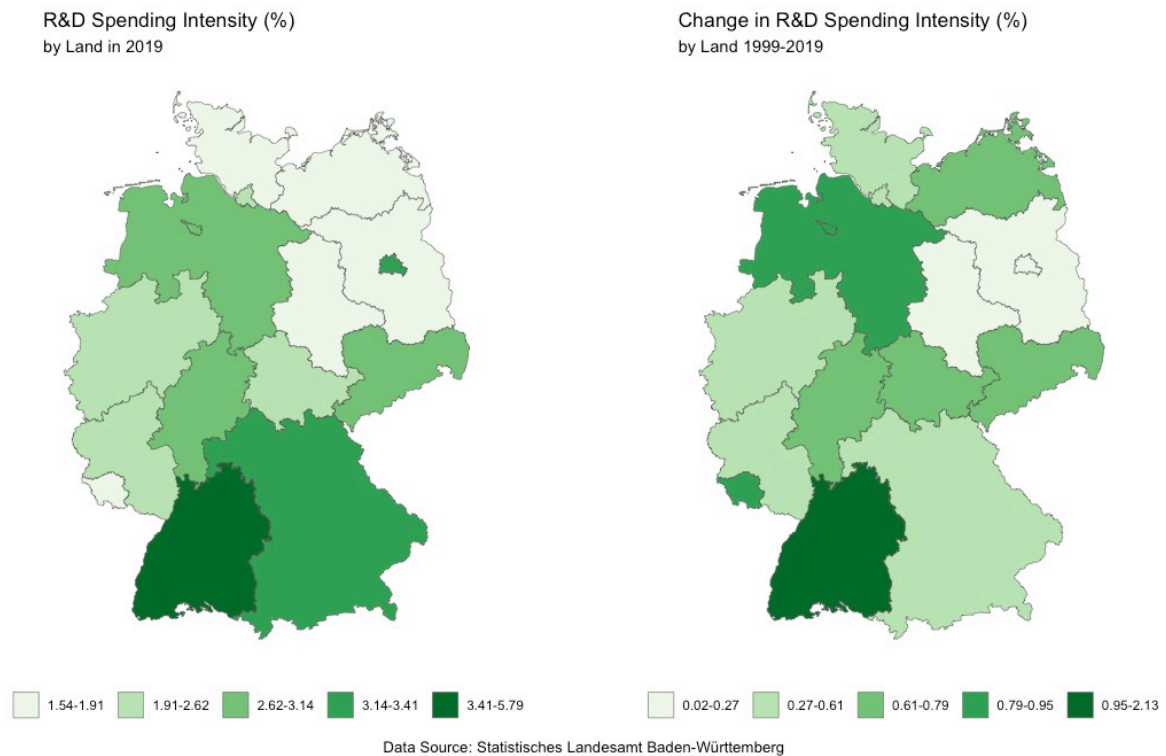 R&D Spending Intensity (%)
by Land in 2019
1.54-1.91
1.91-2.62
2.62-3.14
3.14-3.41
3.41-5.79
Change in R&D Spending Intensity (%)
by Land 1999-2019
0.02-0.27
0.27-0.61
0.61-0.79
0.79-0.95
0.95-2.13
Data Source: Statistisches Landesamt Baden-Württemberg